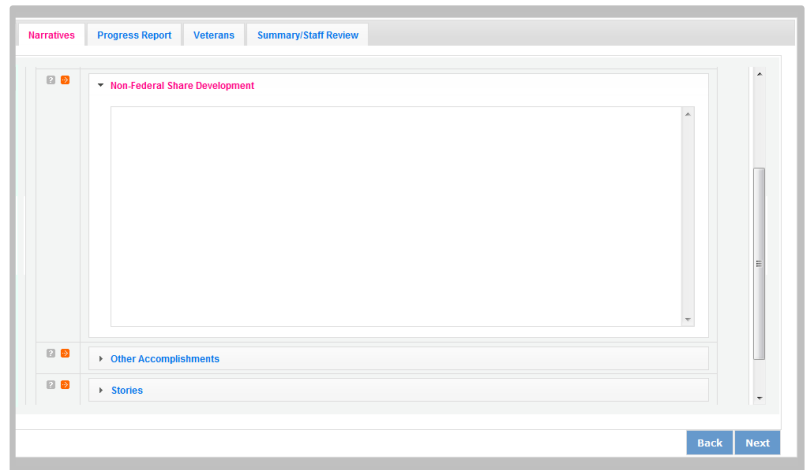 Narratives Progress Report Veterans Summary/Staff Review
? Non-Federal Share Development
? Other Accomplishments
? Stories
Back Next